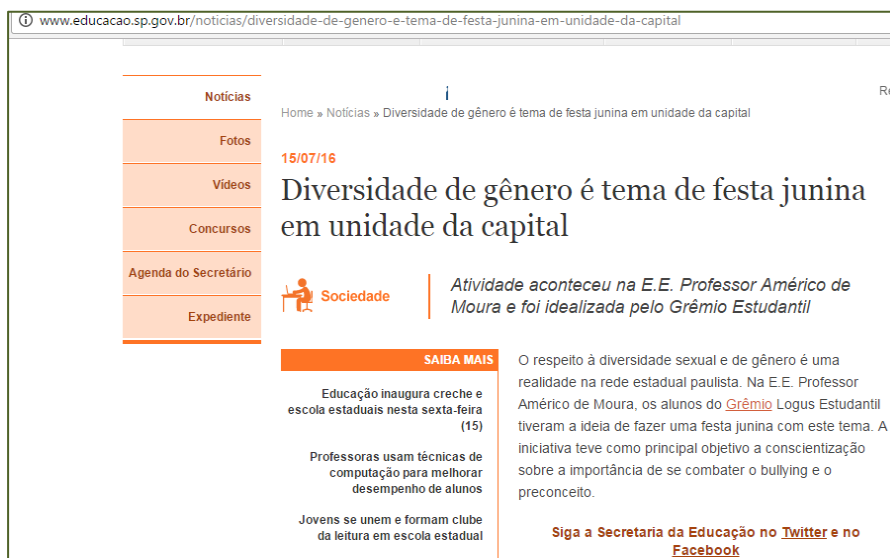 www.educacao.sp.gov.br/noticias/diversidade-de-genero-e-tema-de-festa-junina-em-unidade-da-capital
Notícias
Fotos
Vídeos
Concursos
Agenda do Secretário
Expediente
Home » Notícias » Diversidade de gênero é tema de festa junina em unidade da capital
Re
15/07/16
Diversidade de gênero é tema de festa junina
em unidade da capital
Sociedade
Atividade aconteceu na E.E. Professor Américo de
Moura e foi idealizada pelo Grêmio Estudantil
SAIBA MAIS
Educação inaugura creche e
escola estaduais nesta sexta-feira
(15)
Professoras usam técnicas de
computação para melhorar
desempenho de alunos
Jovens se unem e formam clube
da leitura em escola estadual
O respeito à diversidade sexual e de gênero é uma
realidade na rede estadual paulista. Na E.E. Professor
Américo de Moura, os alunos do Grêmio Logus Estudantil
tiveram a ideia de fazer uma festa junina com este tema. A
iniciativa teve como principal objetivo a conscientização
sobre a importância de se combater o bullying e o
preconceito.
Siga a Secretaria da Educação no Twitter e no
Facebook